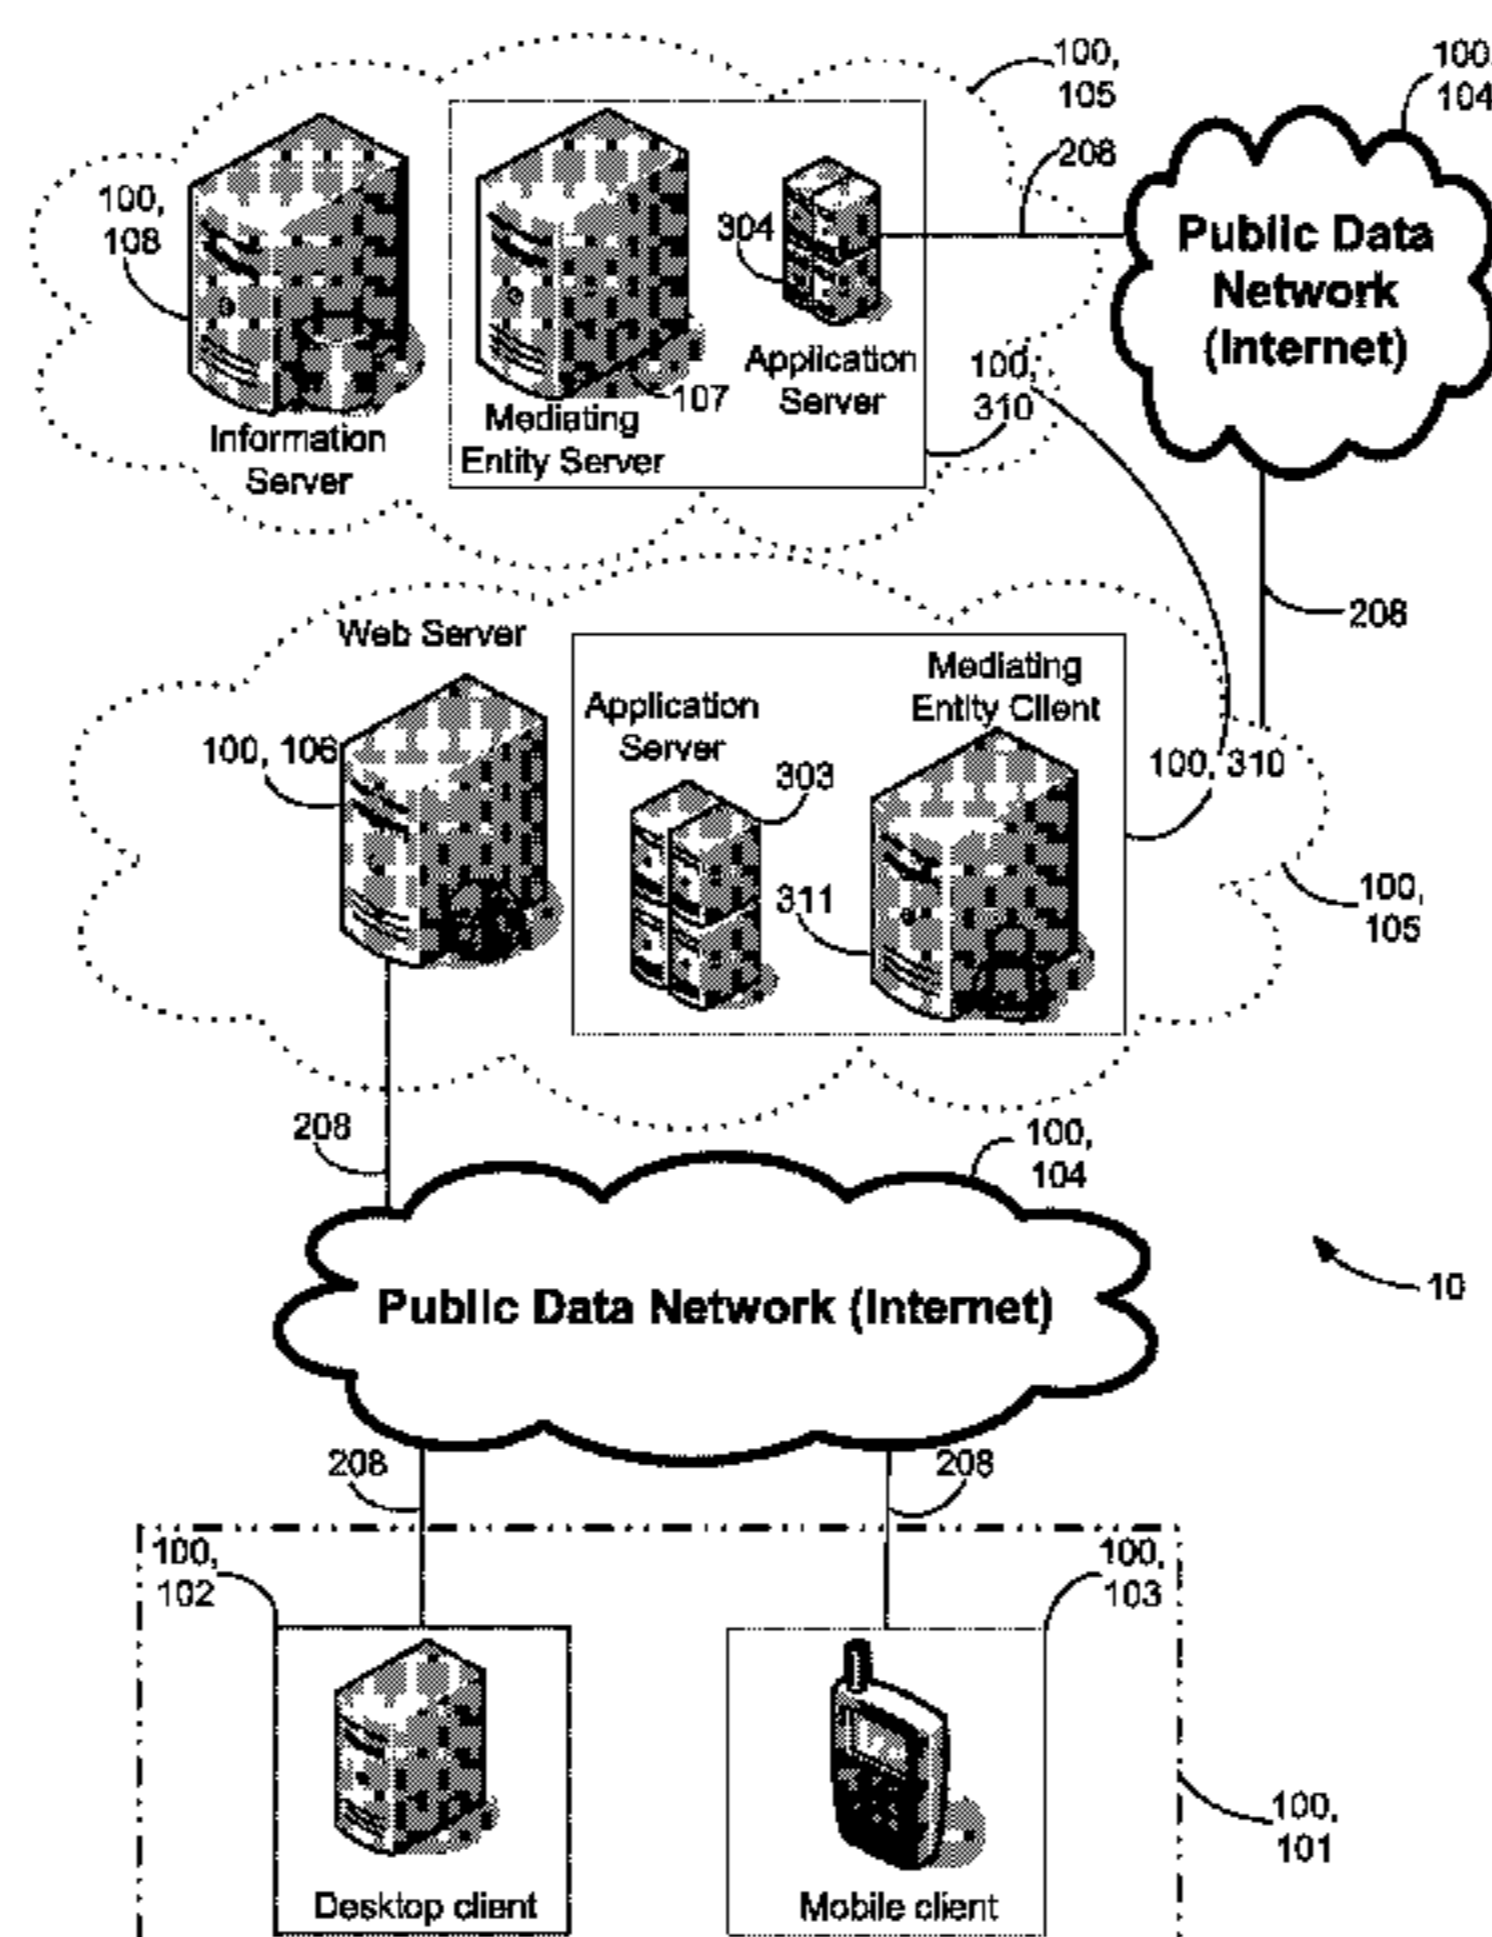 100,
105
100,
104
208
100,
108
304
Public Data
Network
(Internet)
Application
Server
107
100,
310
Information
Server
Mediating
Entity Server
208
Web Server
Mediating
Entity Client
Application
Server
100, 106
303
100, 310
311
100,
105
208
100,
104
10
Public Data Network (Internet)
208
208
100,
102
100,
103
100,
101
Desktop client
Mobile client